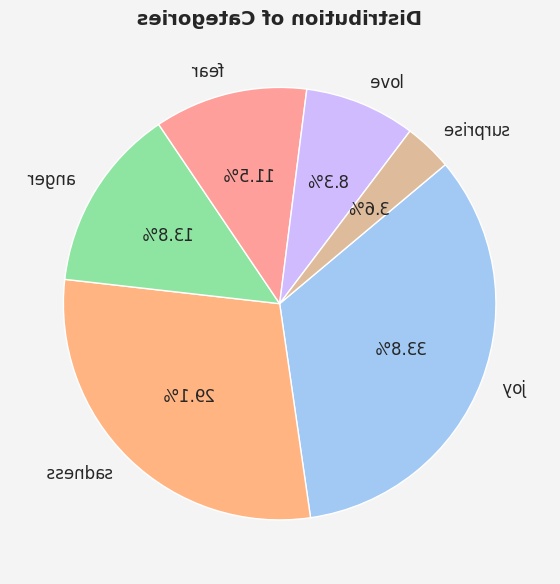 Distribution of Categories
fear
love
surprise
anger
11.5%
8.3%
3.6%
13.8%
33.8%
29.1%
joy
sadness